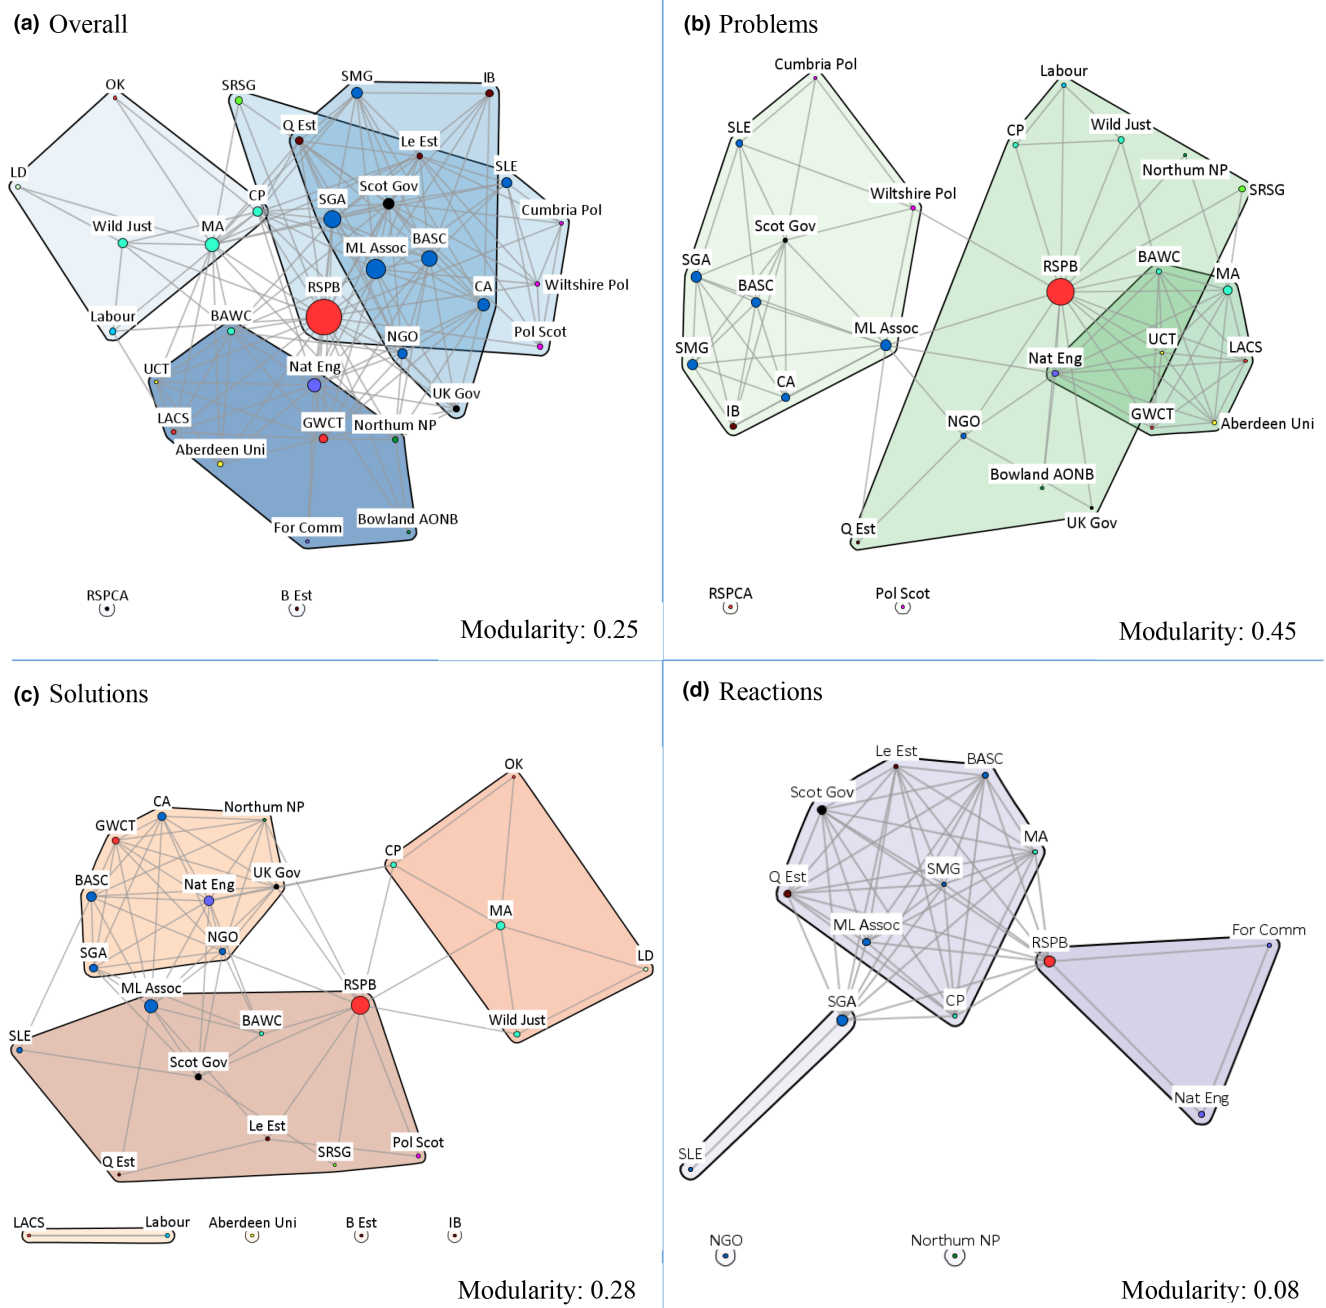 (a) Overall
OK
SRSG
SMG
IB
Q Est
Le Est
LD
CP
SGA
Scot Gov
SLE
Cumbria Pol
Wild Just
MA
ML Assoc
BASC
RSPB
CA
Wiltshire Pol
Labour
BAWC
NGO
Pol Scot
UCT
Nat Eng
UK Gov
LACS
GWCT
Northum NP
Aberdeen Uni
For Comm
Bowland AONB
RSPCA
B Est
Modularity: 0.25
(b) Problems
Cumbria Pol
Labour
SLE
CP
Wild Just
Northum NP
Wiltshire Pol
SRSG
Scot Gov
SGA
BASC
RSPB
BAWC
MA
SMG
ML Assoc
Nat Eng
UCT
LACS
CA
IB
NGO
GWCT
Aberdeen Uni
Bowland AONB
Q Est
UK Gov
RSPCA
Pol Scot
Modularity: 0.45
(c) Solutions
OK
CA
Northum NP
GWCT
CP
BASC
Nat Eng
UK Gov
MA
SGA
NGO
LD
ML Assoc
RSPB
SLE
BAWC
Wild Just
Scot Gov
Le Est
Q Est
SRSG
Pol Scot
LACS
Labour
Aberdeen Uni
B Est
IB
Modularity: 0.28
(d) Reactions
Le Est
BASC
Scot Gov
MA
Q Est
SMG
ML Assoc
RSPB
For Comm
SGA
CP
Nat Eng
SLE
NGO
Northum NP
Modularity: 0.08